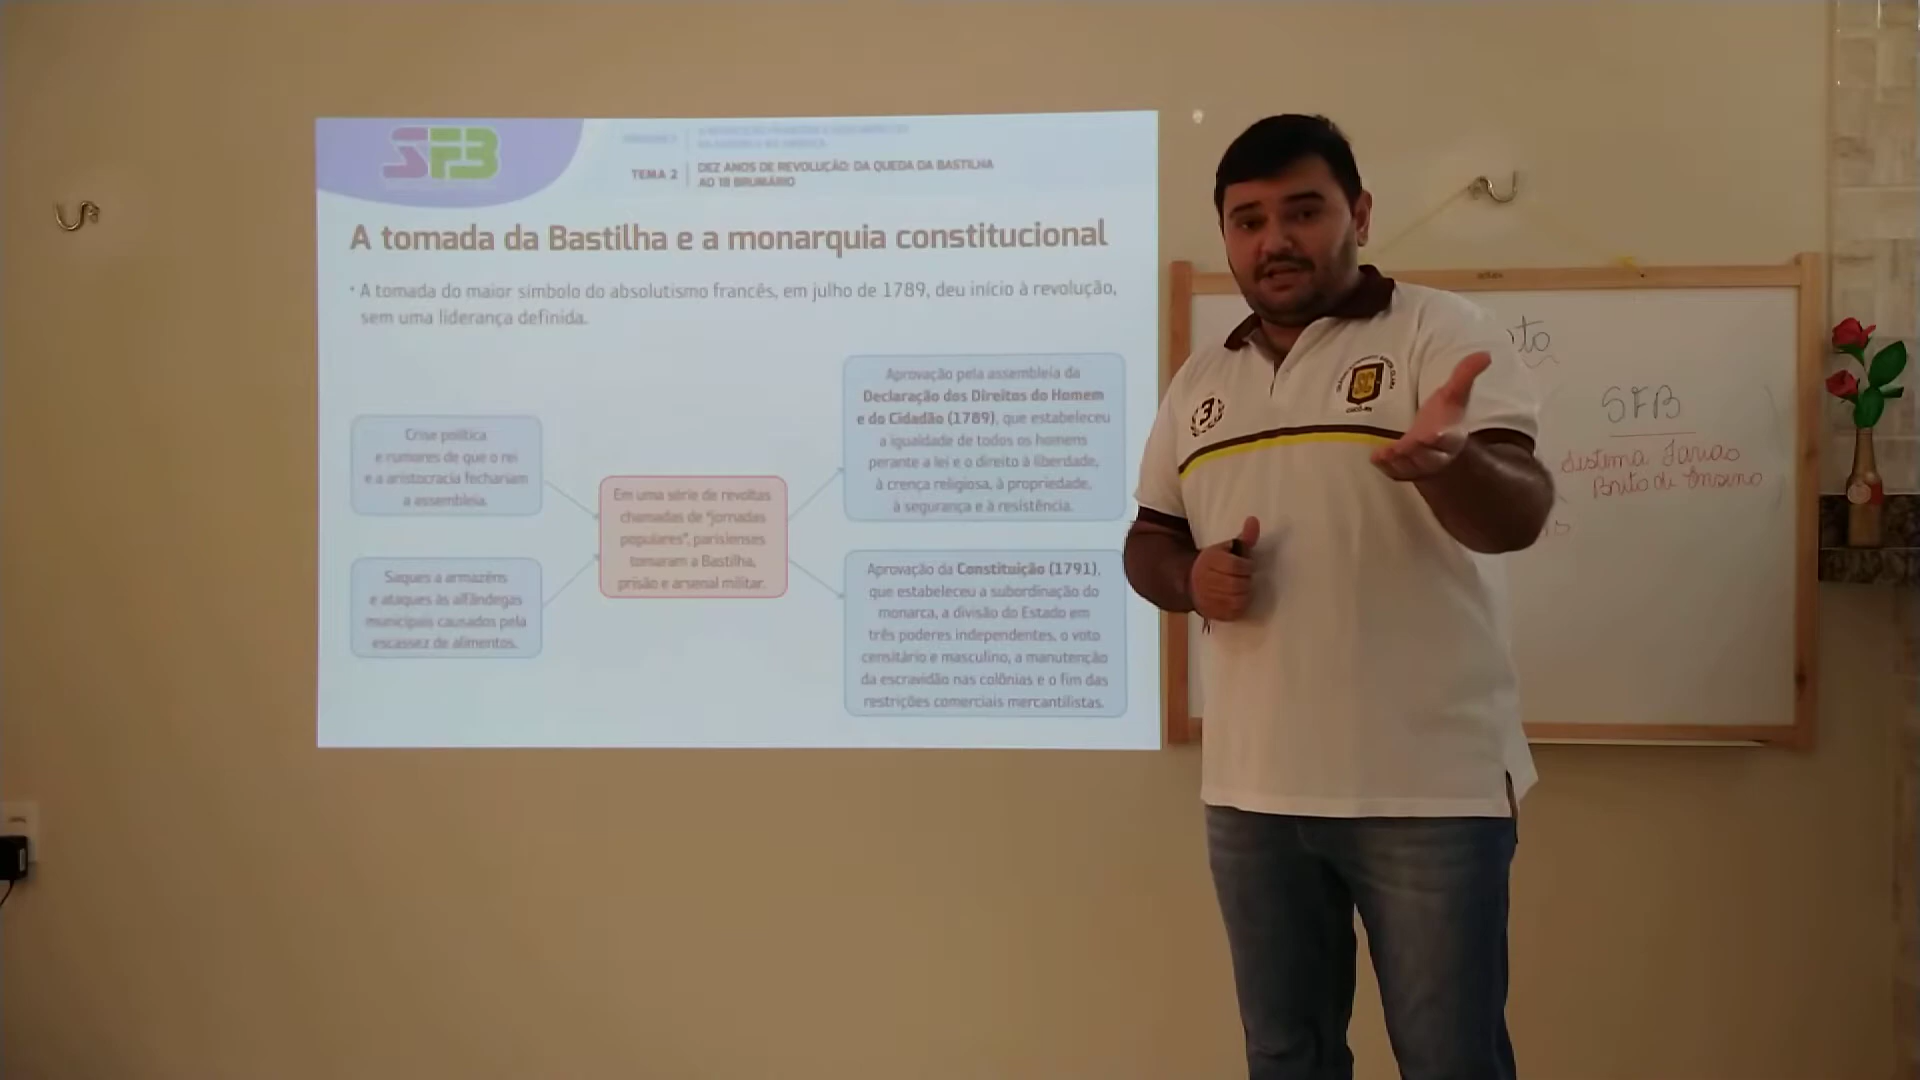 SFB
TEMA 2
DEZ ANOS DE REVOLUÇÃO: DA QUEDA DA BASTILHA
AO 18 BRUMÁRIO
A tomada da Bastilha e a monarquia constitucional
• A tomada do maior símbolo do absolutismo francês, em julho de 1789, deu início à revolução,
sem uma liderança definida.
Crise política
e rumores de que o rei
e a aristocracia fechariam
a assembleia.
Saques a armazéns
e ataques às alfândegas
municipais causados pela
escassez de alimentos.
Em uma série de revoltas
chamadas de "jornadas
populares", parisienses
tomaram a Bastilha,
prisão e arsenal militar.
Aprovação pela assembleia da
Declaração dos Direitos do Homem
e do Cidadão (1789), que estabeleceu
a igualdade de todos os homens
perante a lei e o direito à liberdade,
à crença religiosa, à propriedade,
à segurança e à resistência.
Aprovação da Constituição (1791),
que estabeleceu a subordinação do
monarca, a divisão do Estado em
três poderes independentes, o voto
censitário e masculino, a manutenção
da escravidão nas colônias e o fim das
restrições comerciais mercantilistas.
3
SC
SFB
Sistema Farias
Brito de Ensino